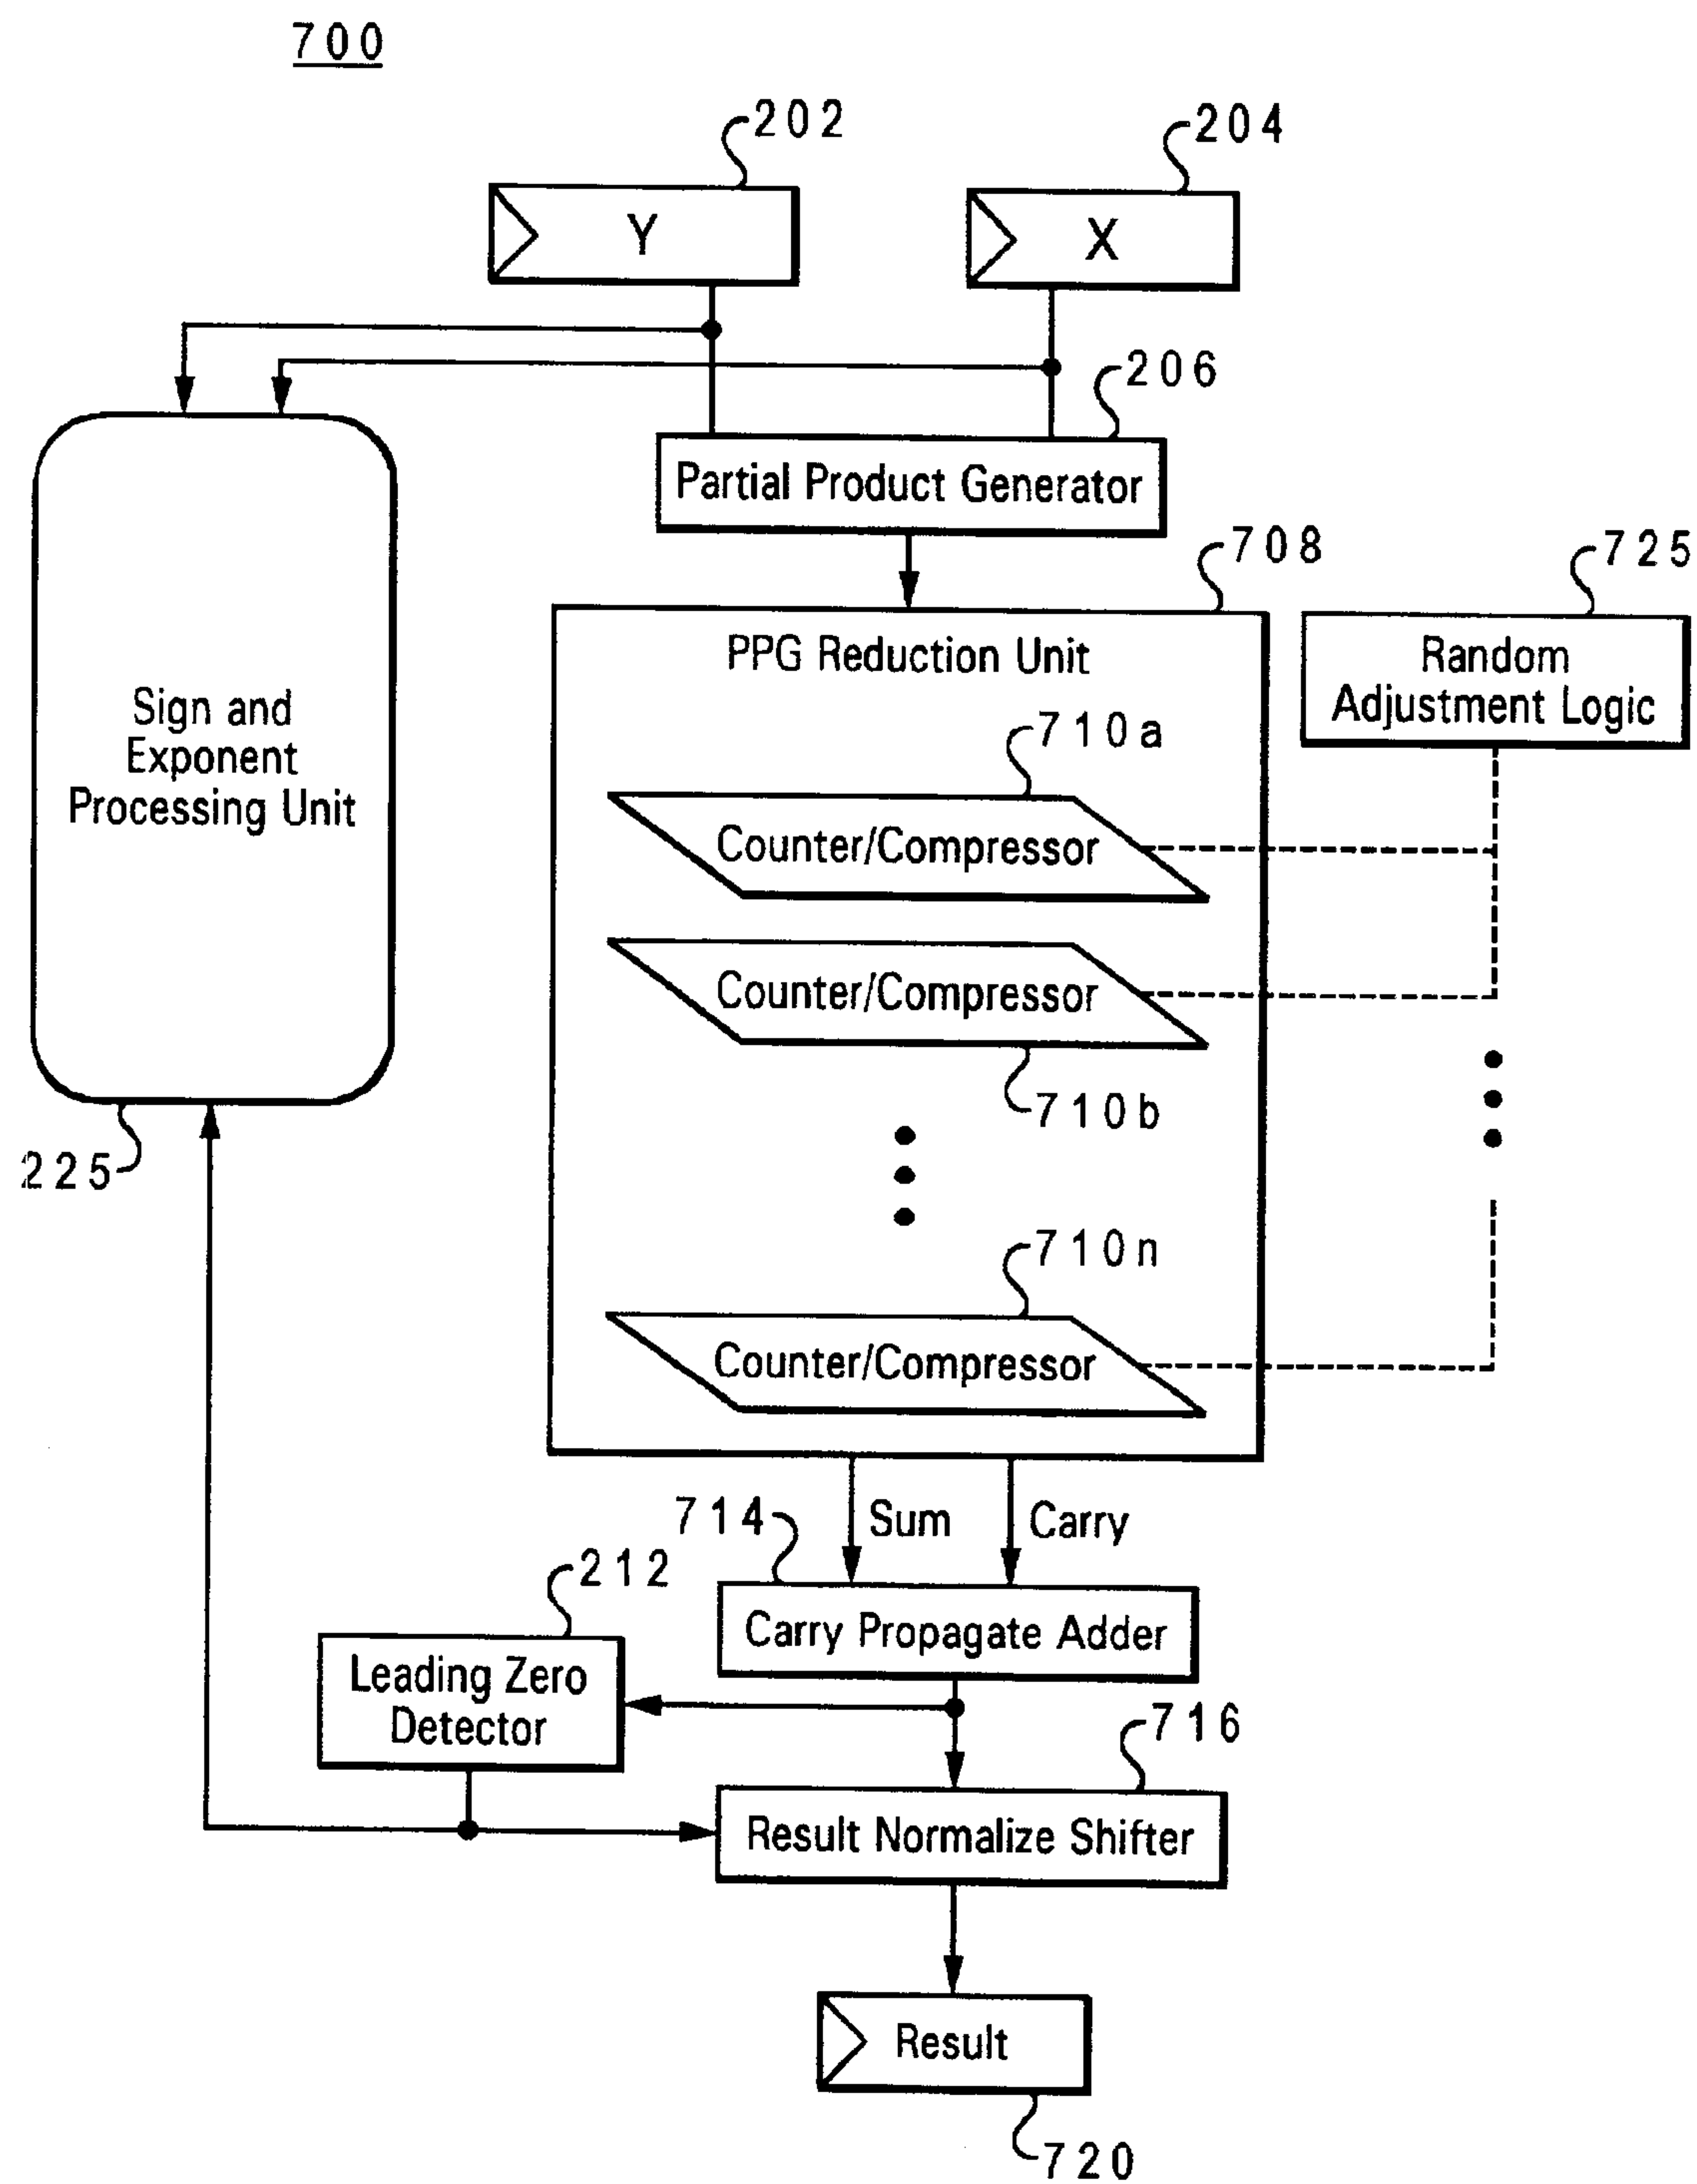 700
202
204
Y
X
206
Partial Product Generator
708
725
PPG Reduction Unit
Random
Adjustment Logic
Sign and
Exponent
Processing Unit
710a
Counter/Compressor
Counter/Compressor
710b
225
710n
Counter/Compressor
714
Sum
Carry
212
Carry Propagate Adder
Leading Zero
Detector
716
Result Normalize Shifter
Result
720